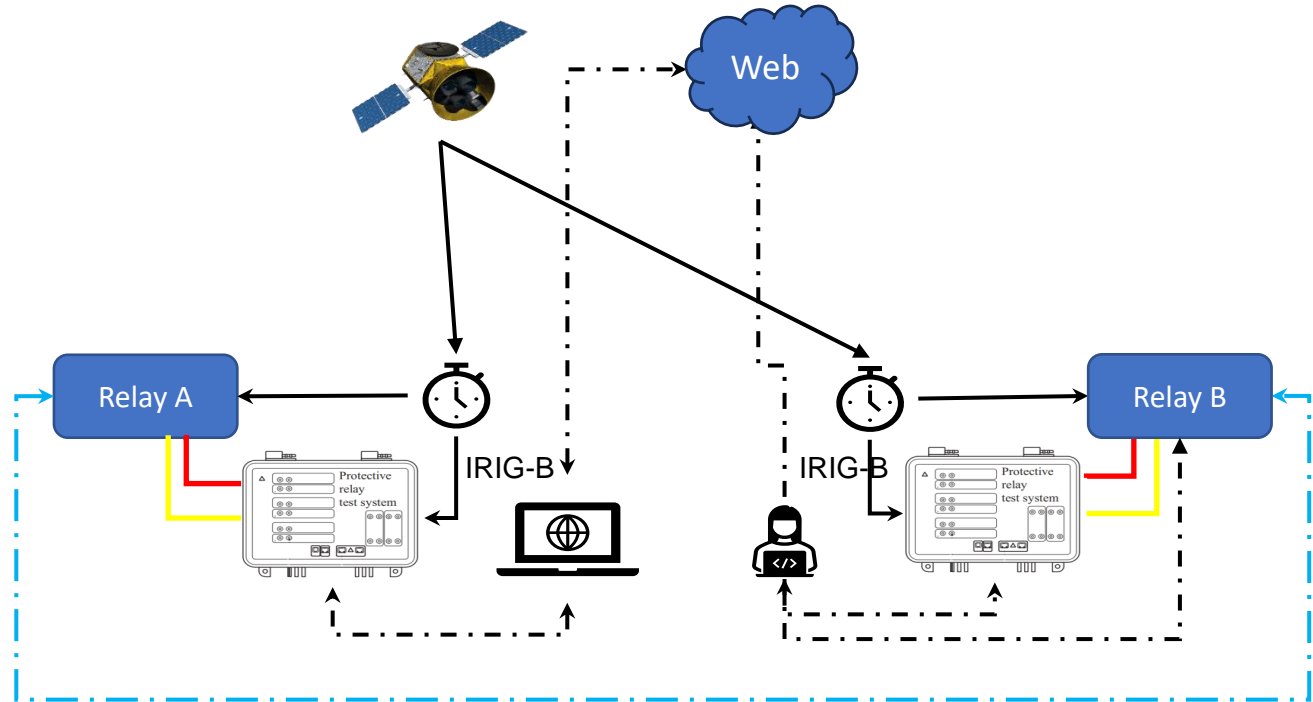 Web
Relay A
Relay B
IRIG-B
IRIG-B
Protective
relay
test system
Protective
relay
test system
</>